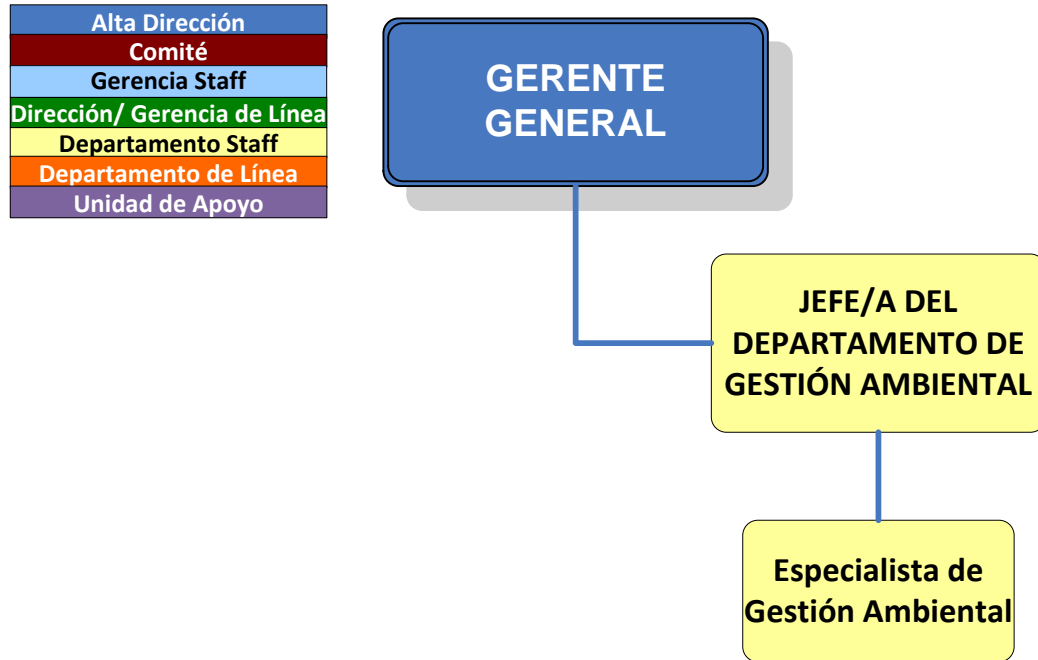 Alta Dirección
Comité
Gerencia Staff
Dirección/ Gerencia de Línea
Departamento Staff
Departamento de Línea
Unidad de Apoyo
GERENTE
GENERAL
JEFE/A DEL
DEPARTAMENTO DE
GESTIÓN AMBIENTAL
Especialista de
Gestión Ambiental